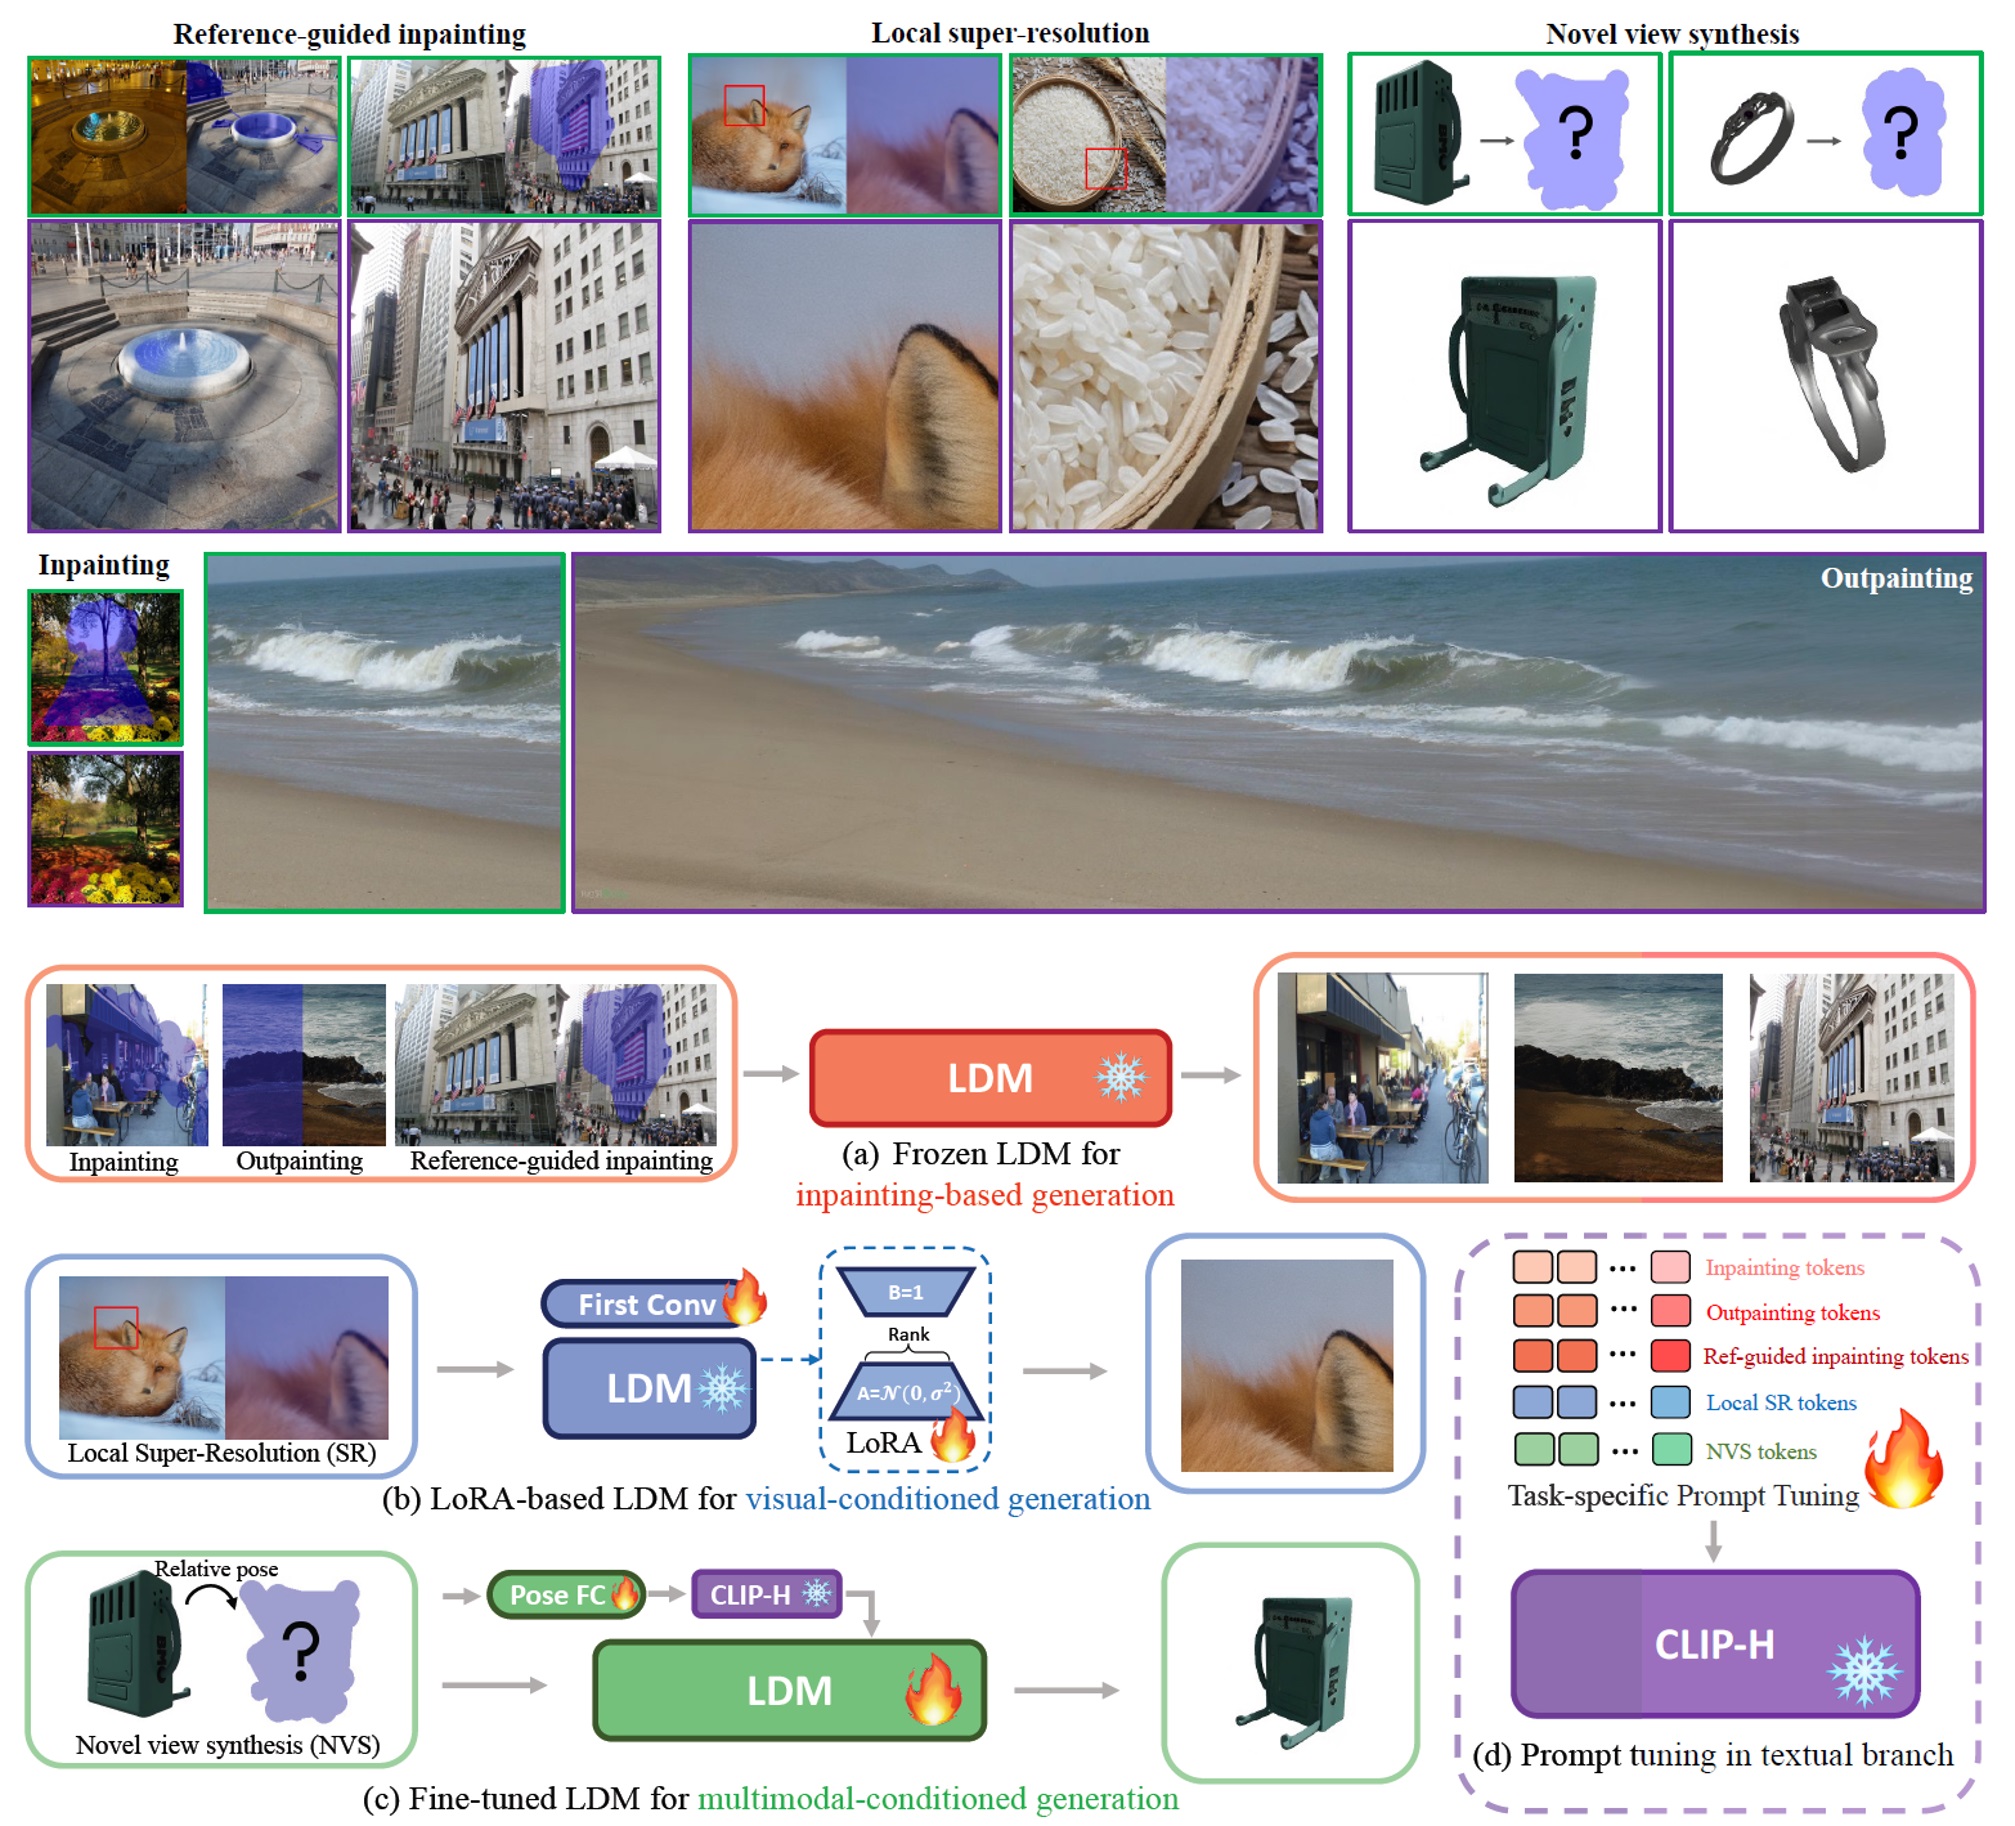 Reference-guided inpainting
Local super-resolution
Novel view synthesis
BMC
?
?
Inpainting
Outpainting
Inpainting
Outpainting
Reference-guided inpainting
LDM
(a) Frozen LDM for
inpainting-based generation
Local Super-Resolution (SR)
First Conv
LDM
B=1
Rank
A=𝒩(0, σ²)
LoRA
(b) LoRA-based LDM for visual-conditioned generation
Relative pose
BMC
?
Novel view synthesis (NVS)
Pose FC
CLIP-H
LDM
(c) Fine-tuned LDM for multimodal-conditioned generation
... Inpainting tokens
... Outpainting tokens
... Ref-guided inpainting tokens
... Local SR tokens
... NVS tokens
Task-specific Prompt Tuning
CLIP-H
(d) Prompt tuning in textual branch